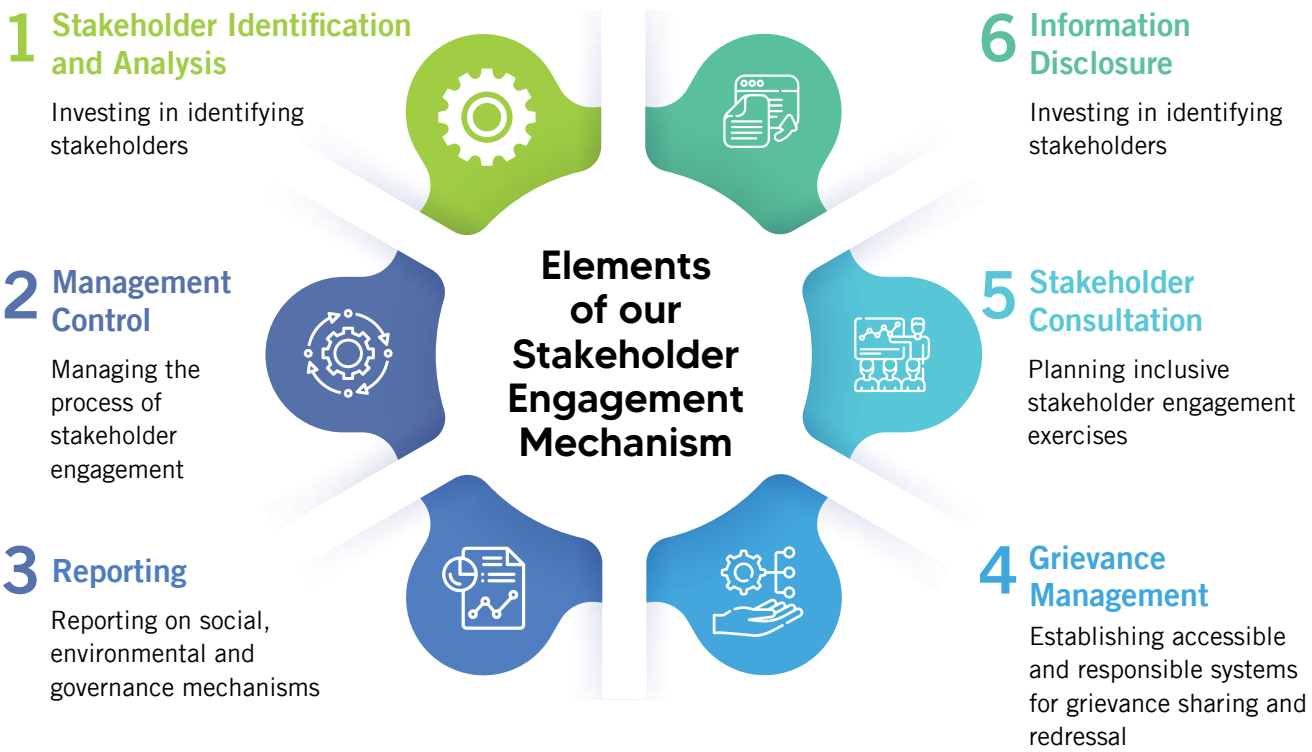 1 Stakeholder Identification
and Analysis
Investing in identifying
stakeholders
2 Management
Control
Managing the
process of
stakeholder
engagement
3 Reporting
Reporting on social,
environmental and
governance mechanisms
Elements
of our
Stakeholder
Engagement
Mechanism
6 Information
Disclosure
Investing in identifying
stakeholders
5 Stakeholder
Consultation
Planning inclusive
stakeholder engagement
exercises
4 Grievance
Management
Establishing accessible
and responsible systems
for grievance sharing and
redressal